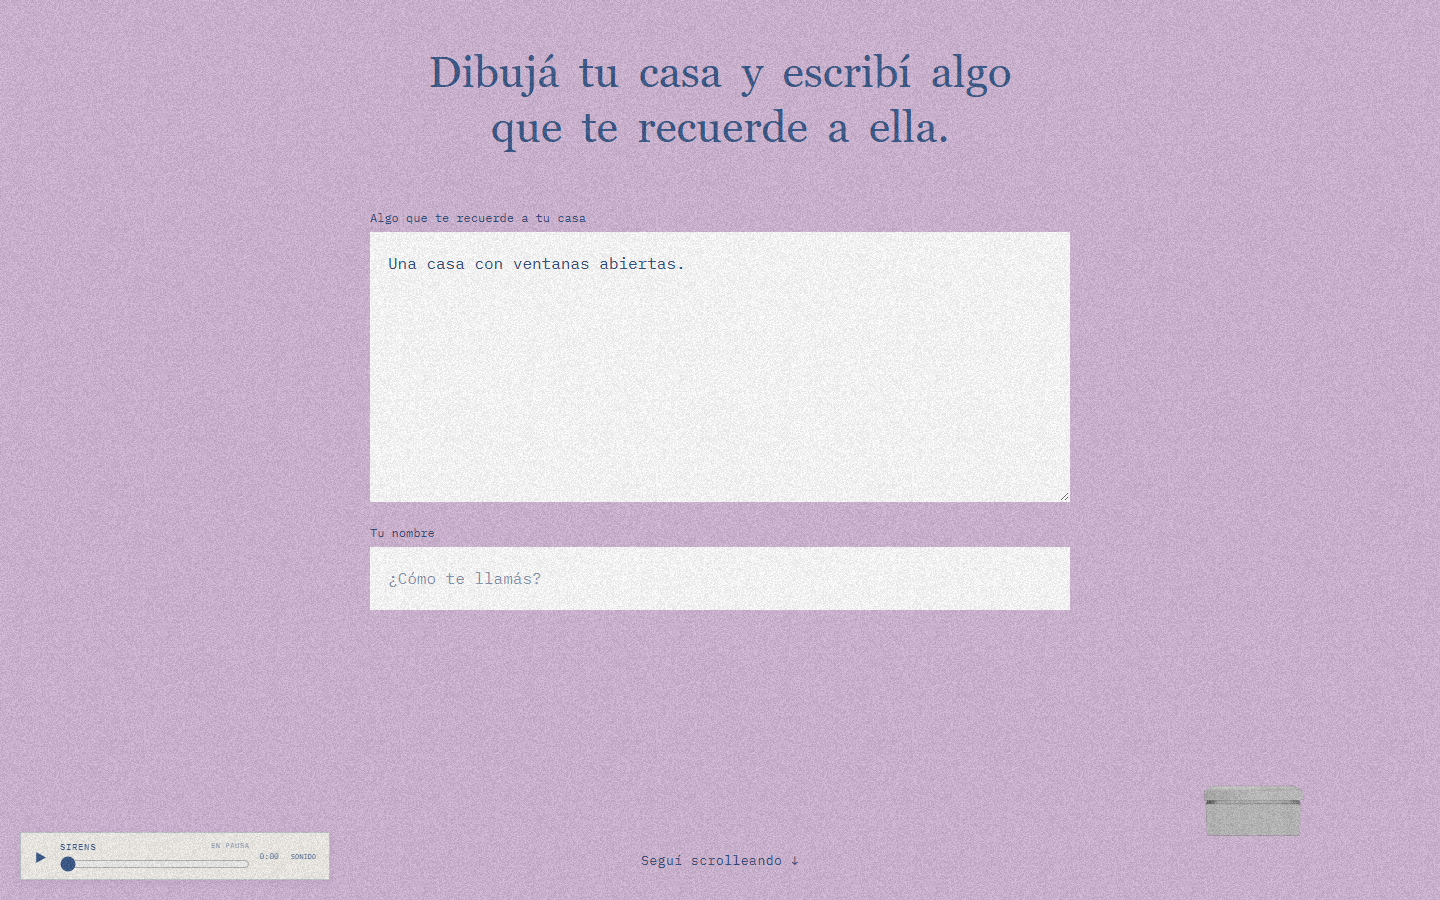 Dibujá tu casa y escribí algo
que te recuerde a ella.
Algo que te recuerde a tu casa
Una casa con ventanas abiertas.
Tu nombre
¿Cómo te llamás?
SIRENS
EN PAUSA
0:00
SONIDO
Seguí scrolleando ↓